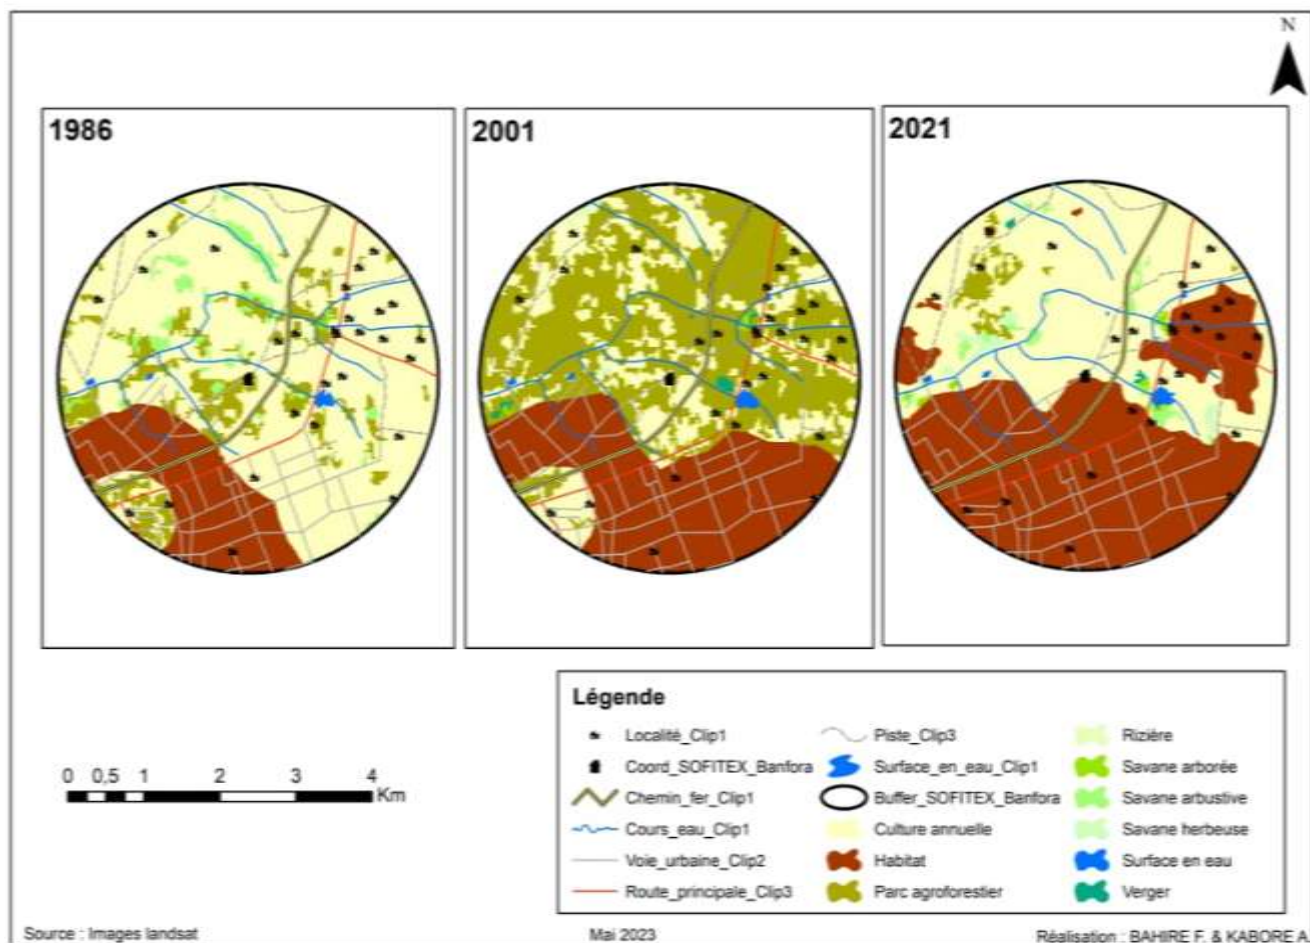 N
1986
2001
2021
Légende
Localité_Clip1
Coord_SOFITEX_Banfora
Chemin_fer_Clip1
Cours_eau_Clip1
Voie_urbaine_Clip2
Route_principale_Clip3
Piste_Clip3
Surface_en_eau_Clip1
Buffer_SOFITEX_Banfora
Culture annuelle
Habitat
Parc agroforestier
Rizière
Savane arborée
Savane arbustive
Savane herbeuse
Surface en eau
Verger
0 0,5 1 2 3 4
Km
Source : Images landsat
Mai 2023
Réalisation : BAHIRE F. & KABORE A